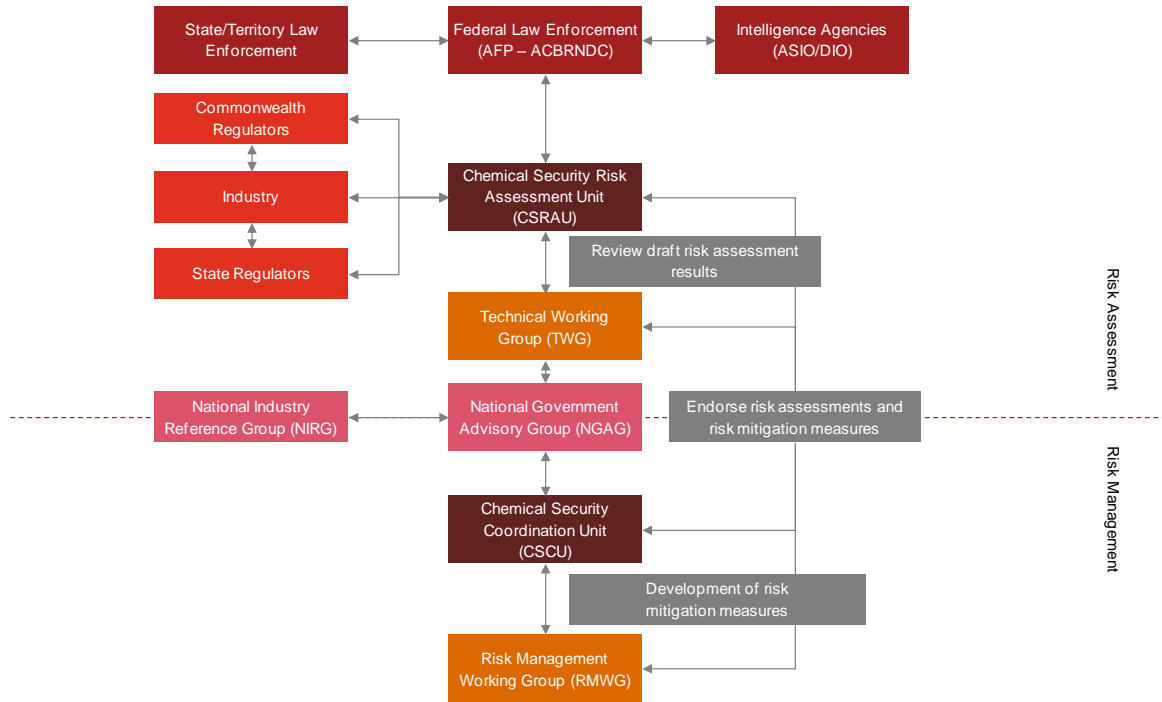 State/Territory Law
Enforcement
Federal Law Enforcement
(AFP – ACBRNDC)
Intelligence Agencies
(ASIO/DIO)
Commonwealth
Regulators
Industry
State Regulators
Chemical Security Risk
Assessment Unit
(CSRAU)
Review draft risk assessment
results
Technical Working
Group (TWG)
Risk Assessment
National Industry
Reference Group (NIRG)
National Government
Advisory Group (NGAG)
Endorse risk assessments and
risk mitigation measures
Risk Management
Chemical Security
Coordination Unit
(CSCU)
Development of risk
mitigation measures
Risk Management
Working Group (RMWG)